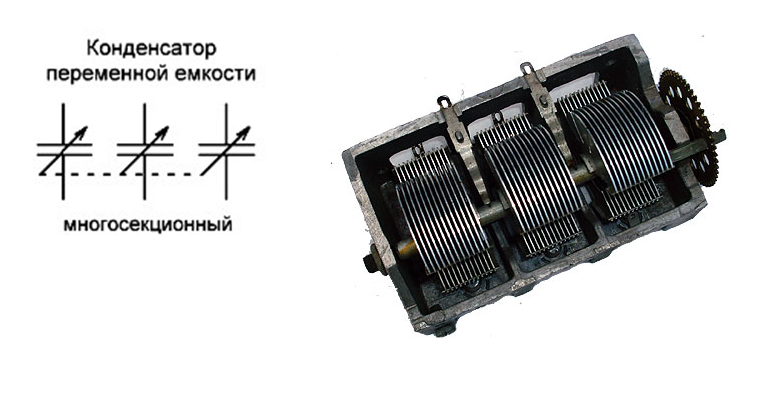 Конденсатор
переменной емкости
многосекционный